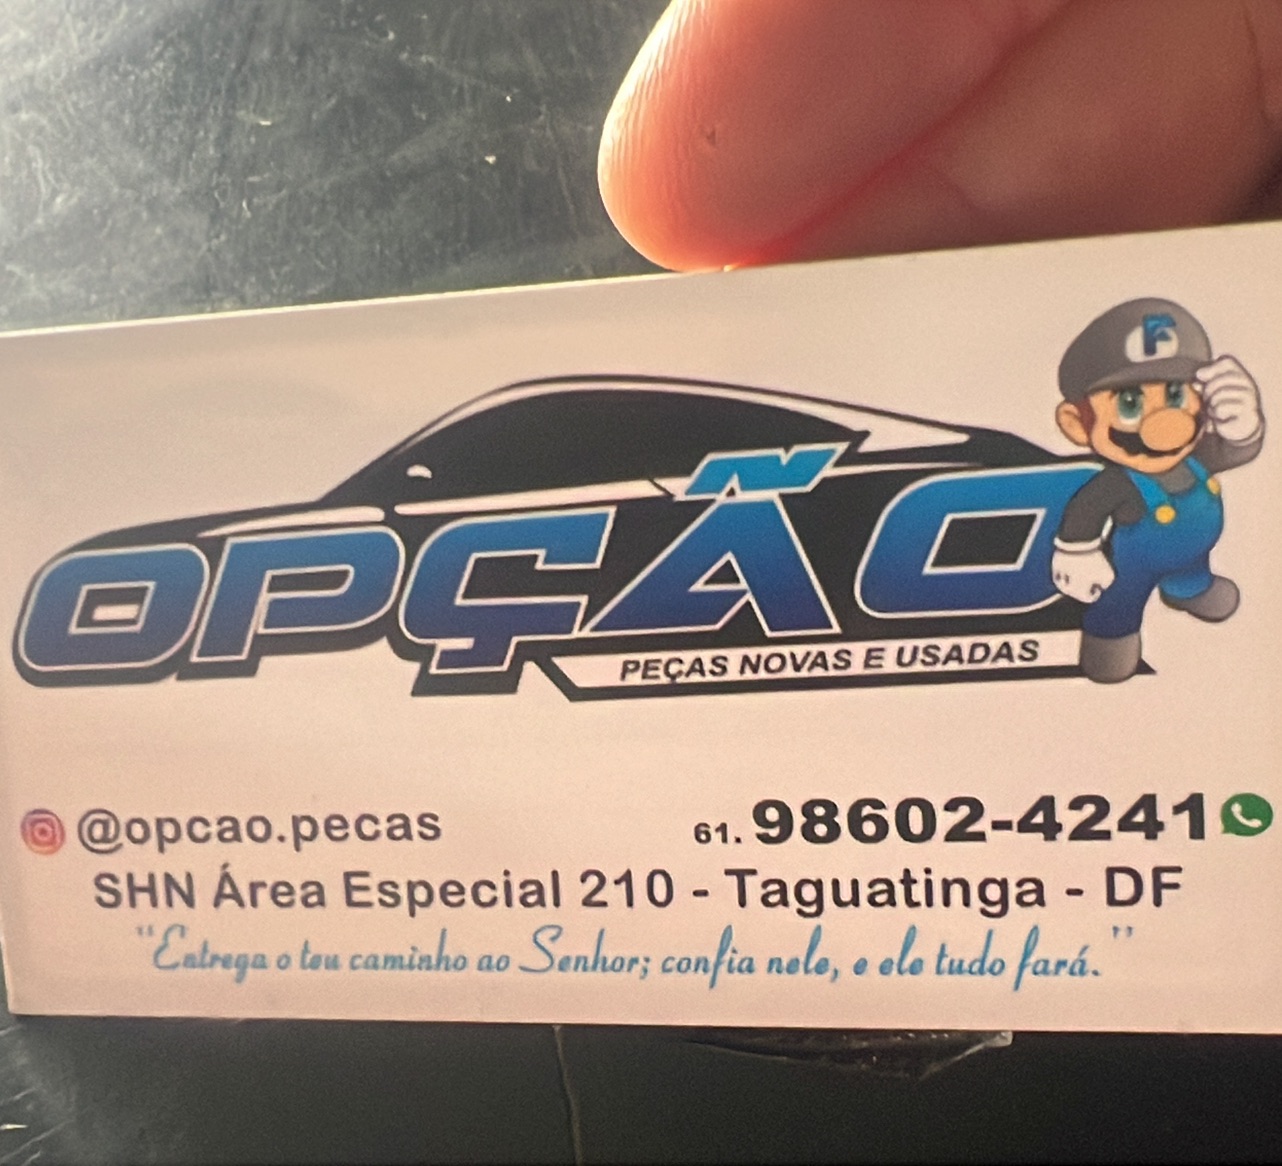 F
OPÇÃO
PEÇAS NOVAS E USADAS
@opcao.pecas
61. 98602-4241
SHN Área Especial 210 - Taguatinga - DF
"Entrega o teu caminho ao Senhor; confia nele, e ele tudo fará."